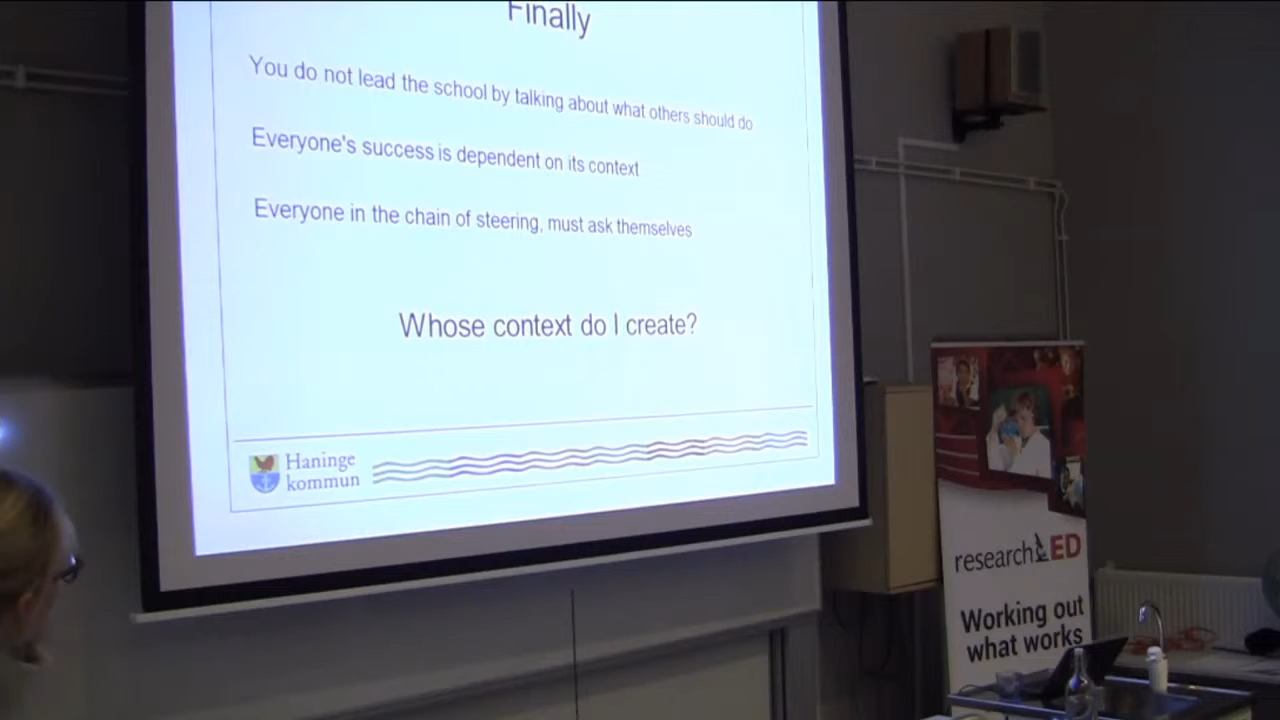 Finally
You do not lead the school by talking about what others should do
Everyone's success is dependent on its context
Everyone in the chain of steering, must ask themselves
Whose context do I create?
Haninge
kommun
researchED
Working out
what works